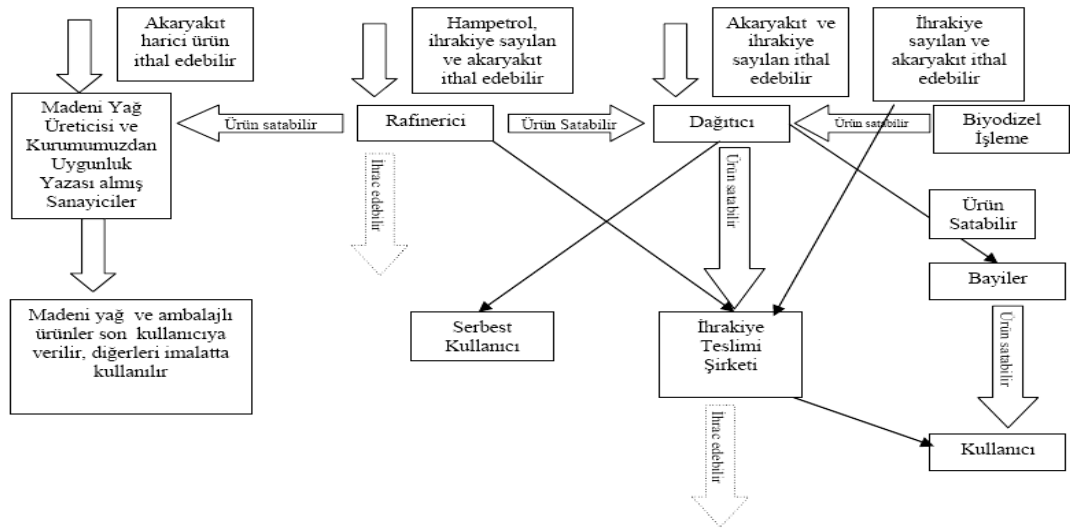 Akaryakıt
harici ürün
ithal edebilir
Hampetrol,
ihrakiye sayılan
ve akaryakıt
ithal edebilir
Akaryakıt ve
ihrakiye
sayılan ithal
edebilir
İhrakiye
sayılan ve
akaryakıt ithal
edebilir
Madeni Yağ
Üreticisi ve
Kurumumuzdan
Uygunluk
Yazası almış
Sanayiciler
Ürün satabilir
Rafinerici
Ürün Satabilir
Dağıtıcı
Ürün satabilir
Biyodizel
İşleme
İhrac edebilir
Ürün satabilir
Ürün
Satabilir
Bayiler
Madeni yağ ve ambalajlı
ürünler son kullanıcıya
verilir, diğerleri imalatta
kullanılır
Serbest
Kullanıcı
İhrakiye
Teslimi
Şirketi
Ürün satabilir
İhrac edebilir
Kullanıcı